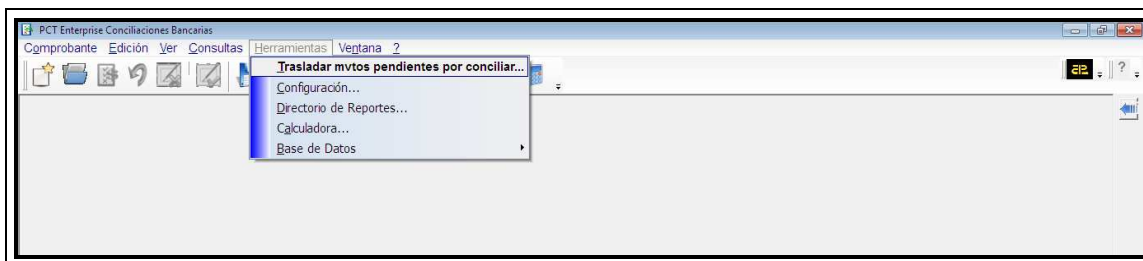 PCT Enterprise Conciliaciones Bancarias
Comprobante Edición Ver Consultas Herramientas Ventana ?
Trasladar mvtos pendientes por conciliar...
?
Configuración...
Directorio de Reportes...
Calculadora...
Base de Datos